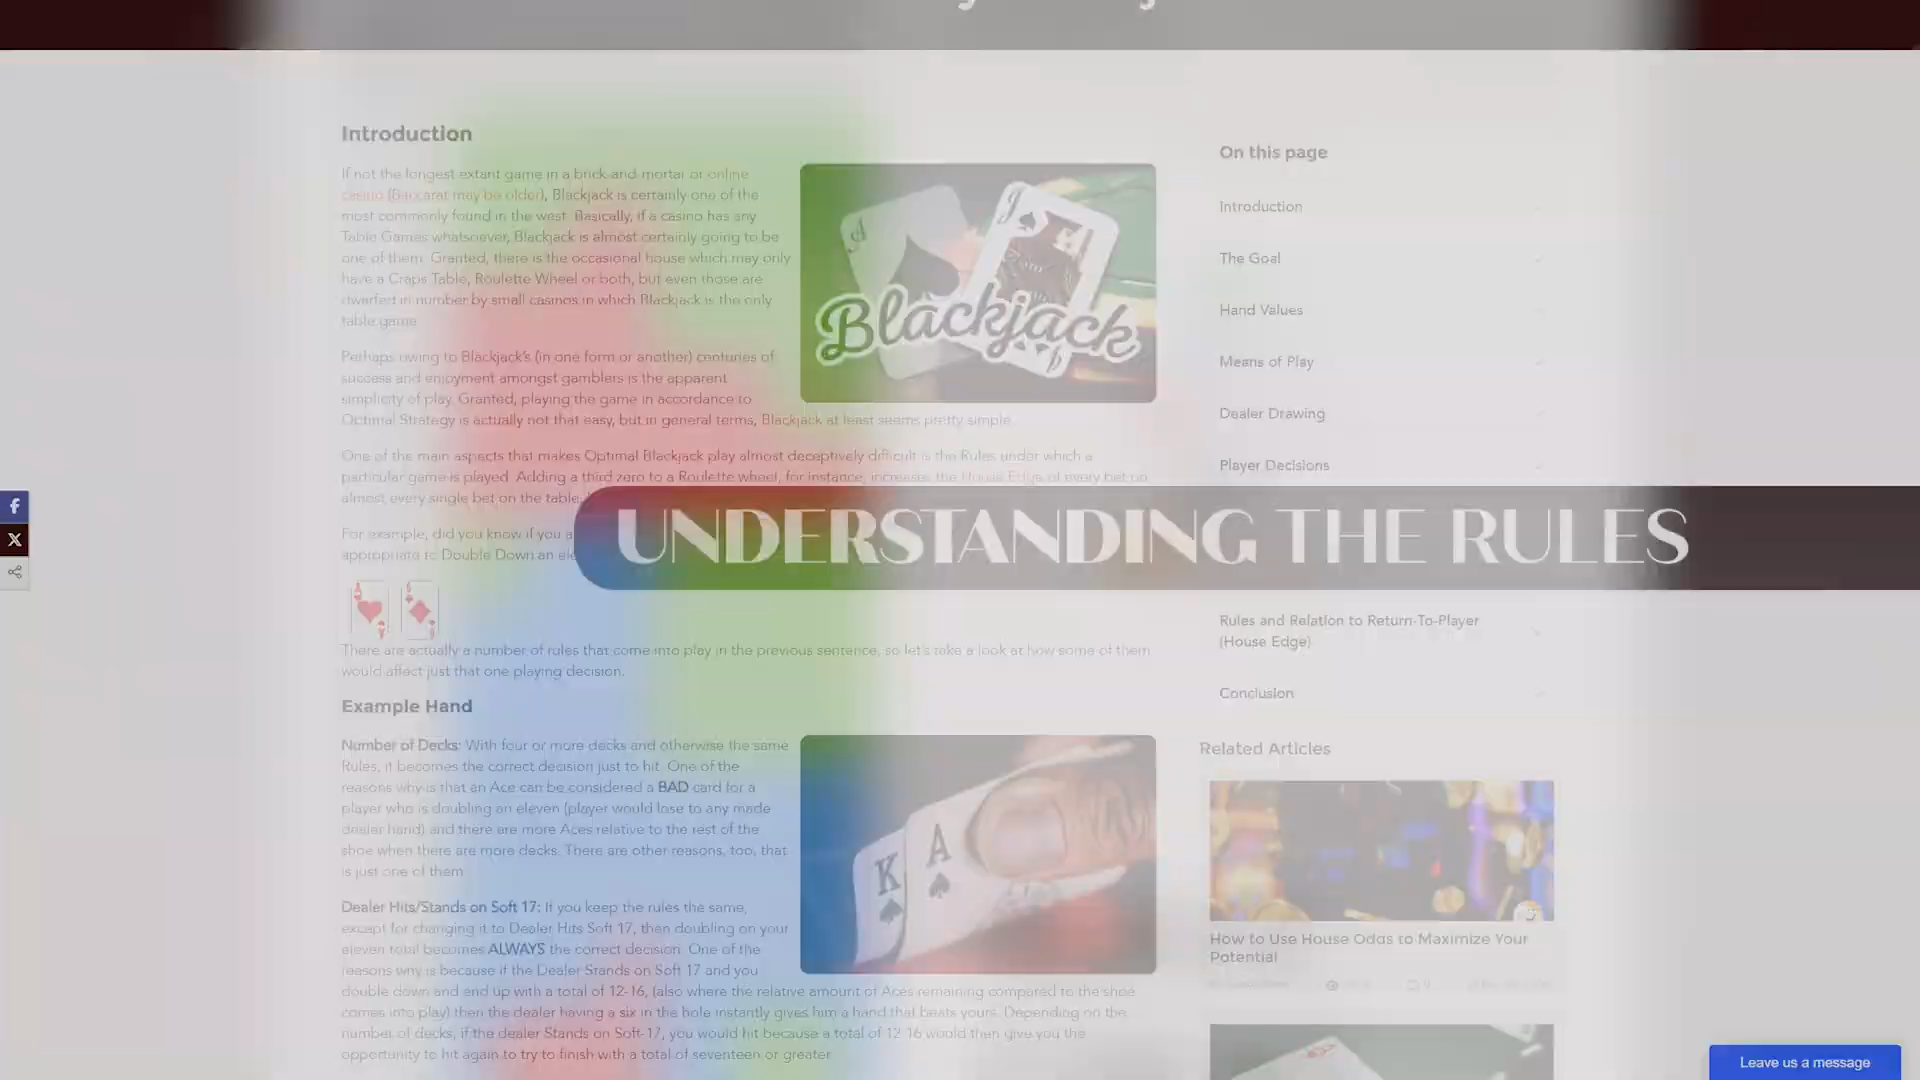 Introduction
If not the longest extant game in a brick and mortar or online
casino (Baccarat may be older), Blackjack is certainly one of the
most commonly found in the west. Basically, if a casino has any
Table Games whatsoever, Blackjack is almost certainly going to be
one of them. Granted, there is the occasional house which may only
have a Craps Table, Roulette Wheel or both, but even those are
dwarfed in number by small casinos in which Blackjack is the only
table game.
Blackjack
Perhaps owing to Blackjack's (in one form or another) centuries of
success and enjoyment amongst gamblers is the apparent
simplicity of play. Granted, playing the game in accordance to
Optimal Strategy is actually not that easy, but in general terms, Blackjack at least seems pretty simple.
One of the main aspects that makes Optimal Blackjack play almost deceptively difficult is the Rules under which a
particular game is played. Adding a third zero to a Roulette wheel, for instance, increases the House Edge of every bet on
almost every single bet on the table,
For example, did you know if you a
appropriate to Double Down an ele
UNDERSTANDING THE RULES
There are actually a number of rules that come into play in the previous sentence, so let's take a look at how some of them
would affect just that one playing decision.
Example Hand
Number of Decks: With four or more decks and otherwise the same
Rules, it becomes the correct decision just to hit. One of the
reasons why is that an Ace can be considered a BAD card for a
player who is doubling an eleven (player would lose to any made
dealer hand) and there are more Aces relative to the rest of the
shoe when there are more decks. There are other reasons, too, that
is just one of them.
K
A
Dealer Hits/Stands on Soft 17: If you keep the rules the same,
except for changing it to Dealer Hits Soft 17, then doubling on your
eleven total becomes ALWAYS the correct decision. One of the
reasons why is because if the Dealer Stands on Soft 17 and you
double down and end up with a total of 12-16, (also where the relative amount of Aces remaining compared to the shoe
comes into play) then the dealer having a six in the hole instantly gives him a hand that beats yours. Depending on the
number of decks, if the dealer Stands on Soft-17, you would hit because a total of 12-16 would then give you the
opportunity to hit again to try to finish with a total of seventeen or greater.
On this page
Introduction
The Goal
Hand Values
Means of Play
Dealer Drawing
Player Decisions
Rules and Relation to Return-To-Player
(House Edge)
Conclusion
Related Articles
How to Use House Odds to Maximize Your
Potential
Leave us a message